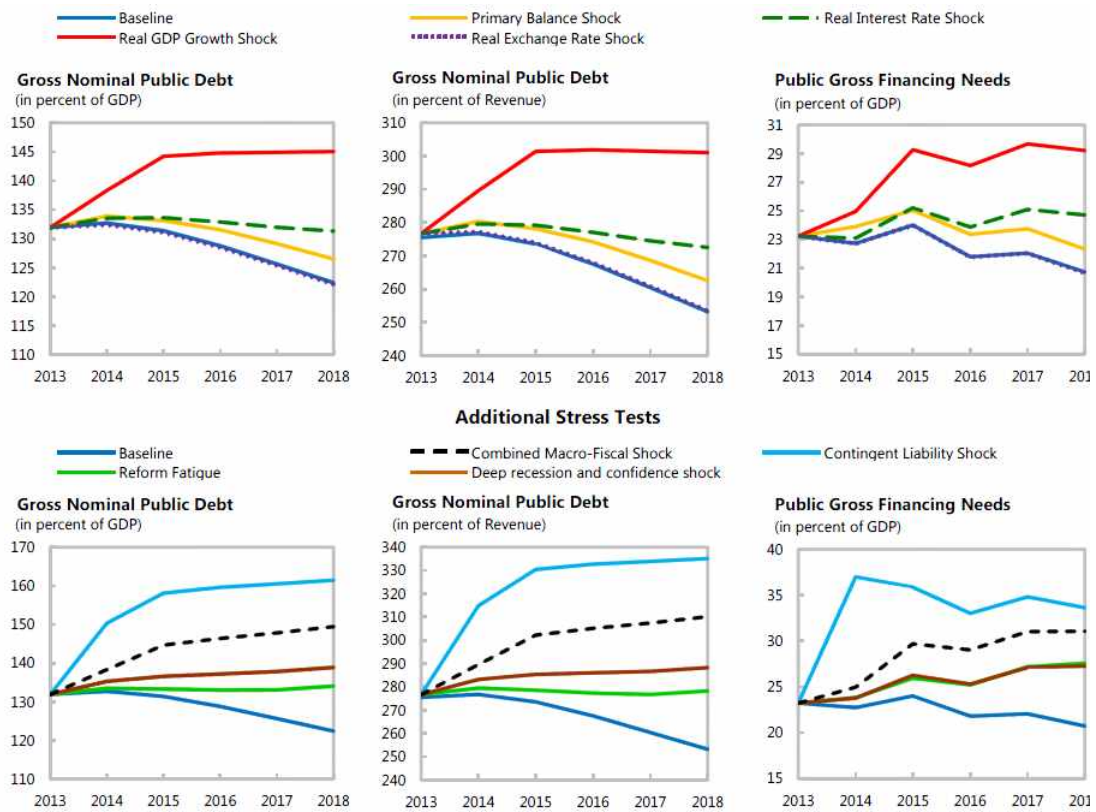 Baseline Primary Balance Shock Real Interest Rate Shock
Real GDP Growth Shock Real Exchange Rate Shock
Gross Nominal Public Debt
(in percent of GDP)
150
145
140
135
130
125
120
115
110
2013 2014 2015 2016 2017 2018
Gross Nominal Public Debt
(in percent of Revenue)
310
300
290
280
270
260
250
240
2013 2014 2015 2016 2017 2018
Public Gross Financing Needs
(in percent of GDP)
31
29
27
25
23
21
19
17
15
2013 2014 2015 2016 2017 201
Additional Stress Tests
Baseline Combined Macro-Fiscal Shock Contingent Liability Shock
Reform Fatigue Deep recession and confidence shock
Gross Nominal Public Debt
(in percent of GDP)
170
160
150
140
130
120
110
2013 2014 2015 2016 2017 2018
Gross Nominal Public Debt
(in percent of Revenue)
340
330
320
310
300
290
280
270
260
250
240
2013 2014 2015 2016 2017 2018
Public Gross Financing Needs
(in percent of GDP)
40
35
30
25
20
15
2013 2014 2015 2016 2017 201